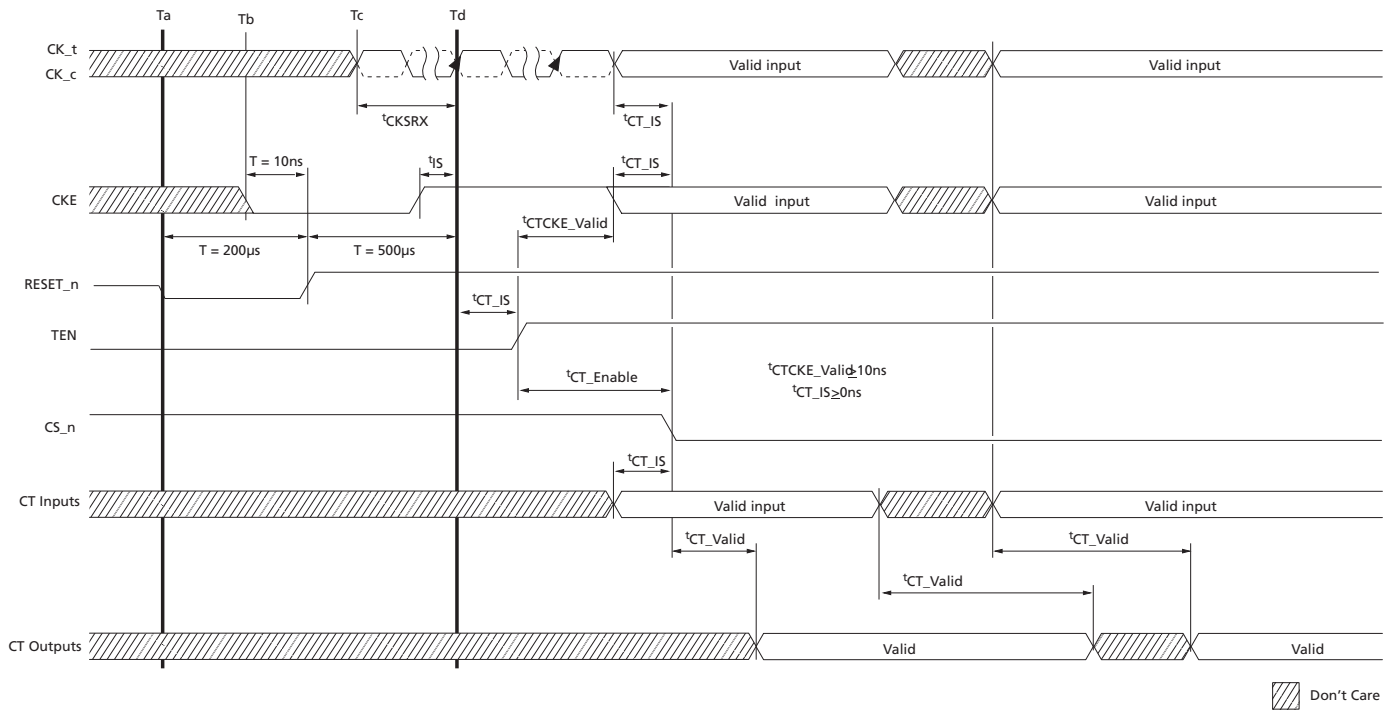 Ta Tb Tc Td
CK_t
CK_c
Valid input Valid input
tCKSRX tCT_IS
T = 10ns tIS tCT_IS
CKE Valid input Valid input
tCTCKE_Valid
T = 200µs T = 500µs
RESET_n
tCT_IS
TEN
tCT_Enable tCTCKE_Valid≥10ns
tCT_IS≥0ns
CS_n
tCT_IS
CT Inputs Valid input Valid input
tCT_Valid tCT_Valid
tCT_Valid
CT Outputs Valid Valid
Don't Care